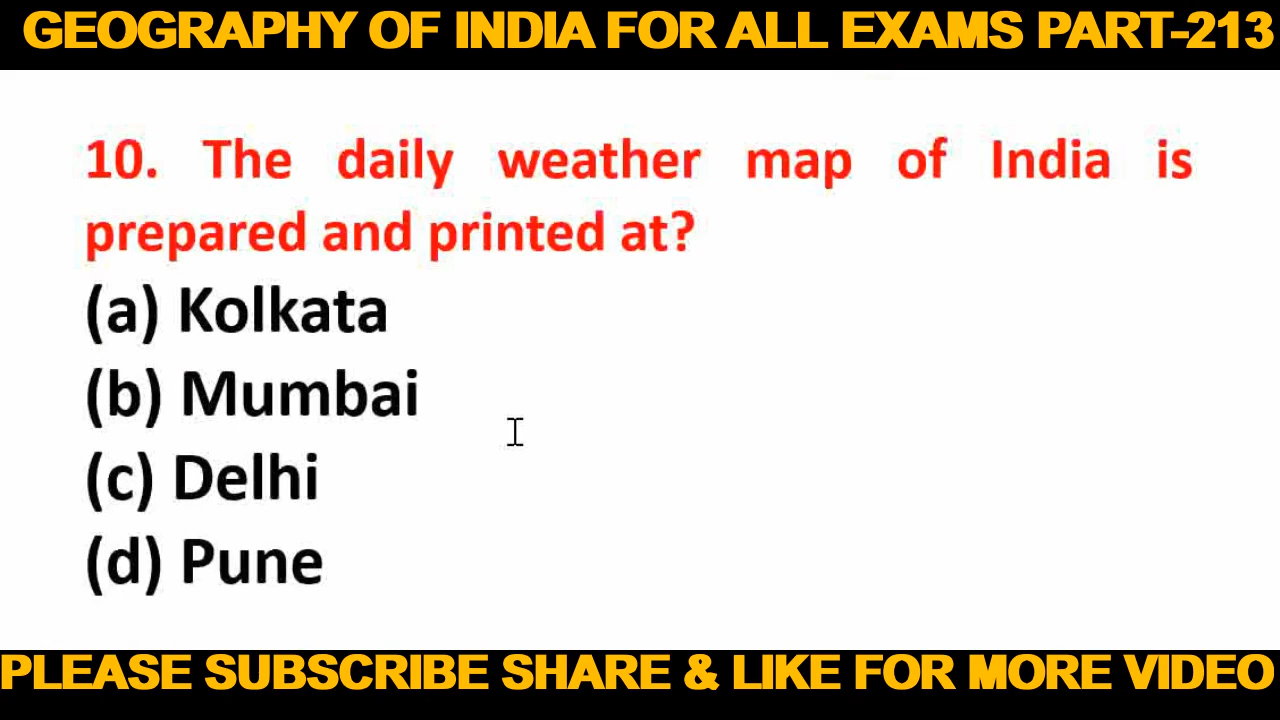 GEOGRAPHY OF INDIA FOR ALL EXAMS PART-213
10. The daily weather map of India is
prepared and printed at?
(a) Kolkata
(b) Mumbai
(c) Delhi
(d) Pune
PLEASE SUBSCRIBE SHARE & LIKE FOR MORE VIDEO